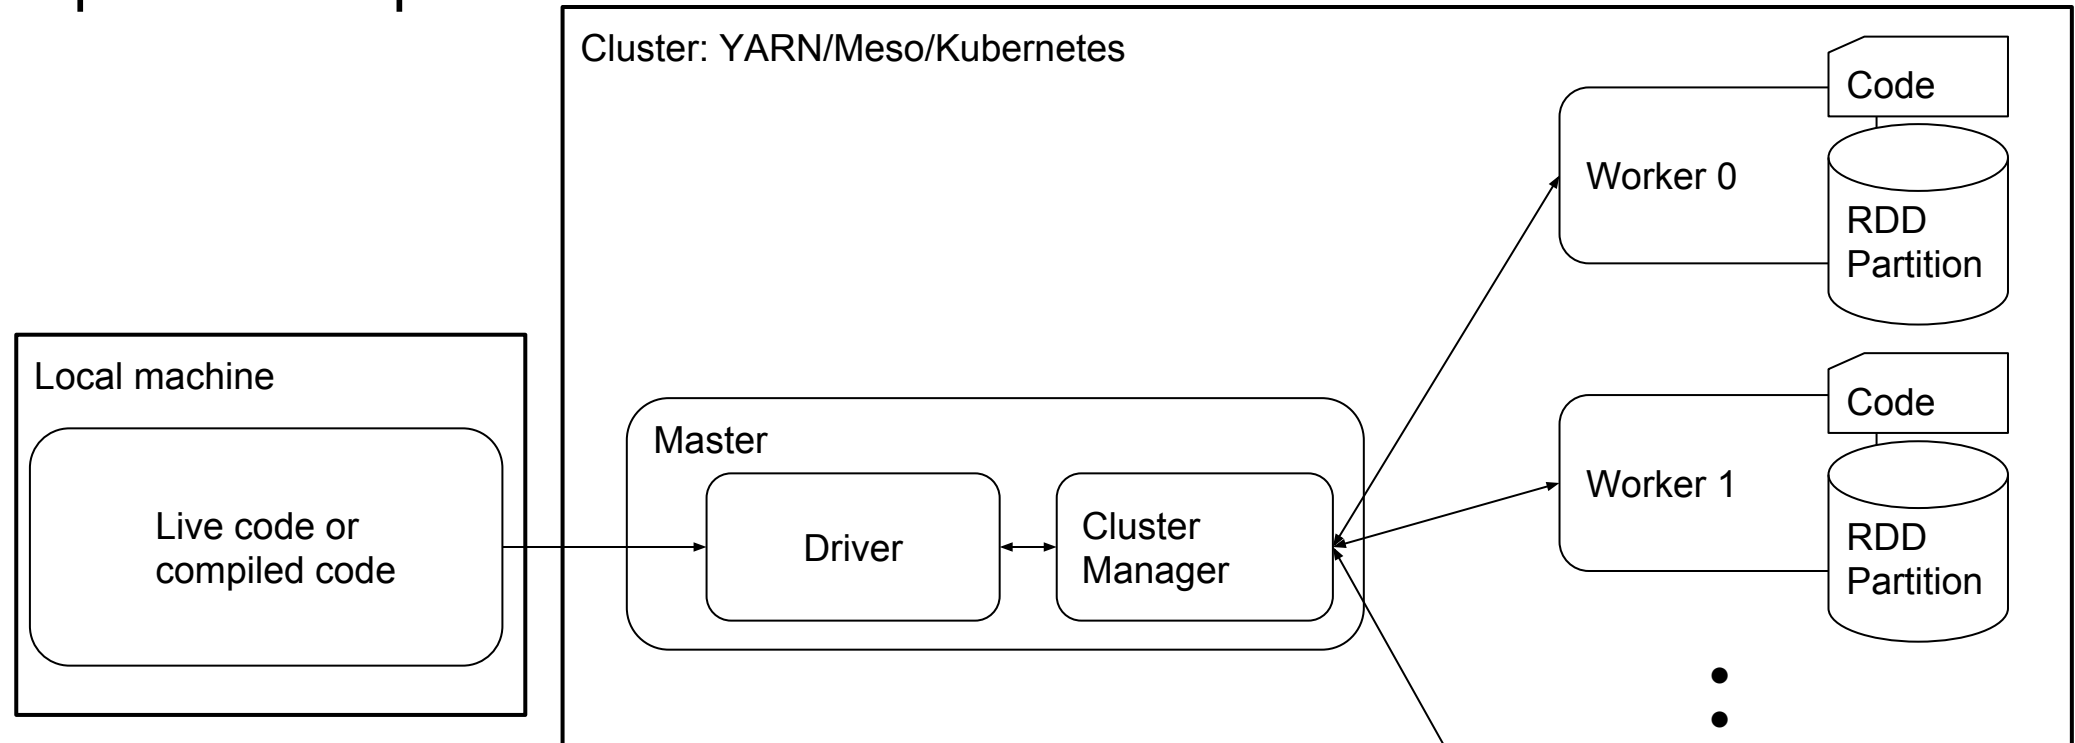 Cluster: YARN/Meso/Kubernetes
Code
Worker 0
RDD
Partition
Local machine
Live code or
compiled code
Master
Driver
Cluster
Manager
Code
Worker 1
RDD
Partition